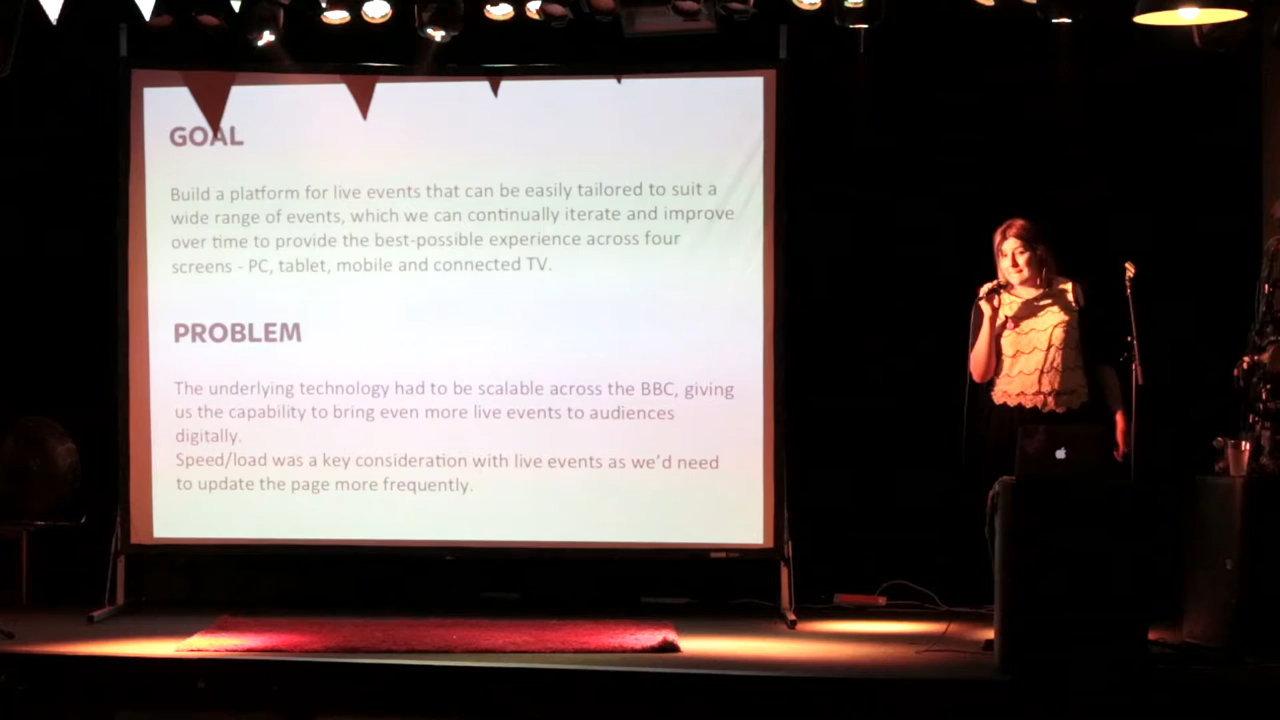 GOAL
Build a platform for live events that can be easily tailored to suit a
wide range of events, which we can continually iterate and improve
over time to provide the best-possible experience across four
screens - PC, tablet, mobile and connected TV.
PROBLEM
The underlying technology had to be scalable across the BBC, giving
us the capability to bring even more live events to audiences
digitally.
Speed/load was a key consideration with live events as we'd need
to update the page more frequently.